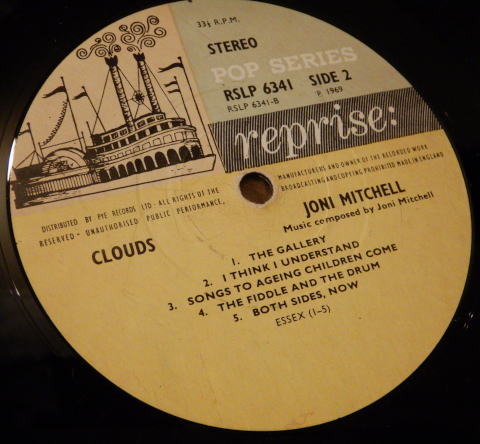 33⅓ R.P.M.
STEREO
POP SERIES
RSLP 6341 SIDE 2
RSLP 6341-B P. 1969
reprise:
MANUFACTURERS AND OWNER OF THE RECORDED WORK
BROADCASTING AND COPYING PROHIBITED MADE IN ENGLAND
DISTRIBUTED BY PYE RECORDS LTD · ALL RIGHTS OF THE
RESERVED - UNAUTHORISED PUBLIC PERFORMANCE,
JONI MITCHELL
Music composed by Joni Mitchell
CLOUDS
1. THE GALLERY
2. I THINK I UNDERSTAND
3. SONGS TO AGEING CHILDREN COME
4. THE FIDDLE AND THE DRUM
5. BOTH SIDES, NOW
ESSEX (1-5)